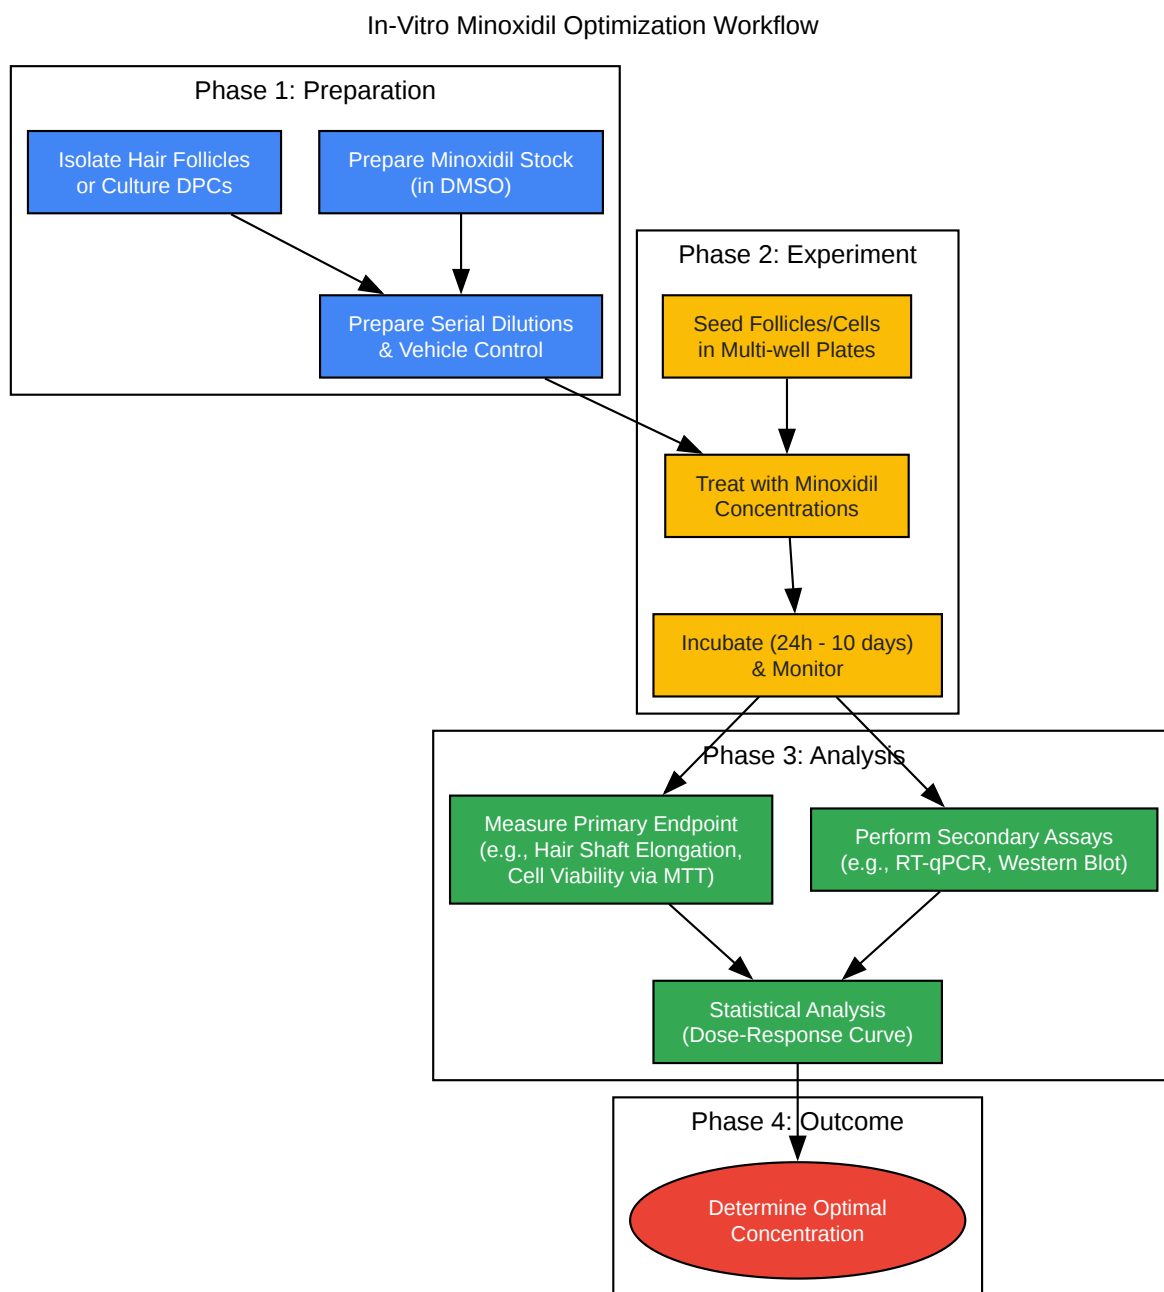 In-Vitro Minoxidil Optimization Workflow
Phase 1: Preparation
Isolate Hair Follicles
or Culture DPCs
Prepare Minoxidil Stock
(in DMSO)
Prepare Serial Dilutions
& Vehicle Control
Phase 2: Experiment
Seed Follicles/Cells
in Multi-well Plates
Treat with Minoxidil
Concentrations
Incubate (24h - 10 days)
& Monitor
Phase 3: Analysis
Measure Primary Endpoint
(e.g., Hair Shaft Elongation,
Cell Viability via MTT)
Perform Secondary Assays
(e.g., RT-qPCR, Western Blot)
Statistical Analysis
(Dose-Response Curve)
Phase 4: Outcome
Determine Optimal
Concentration